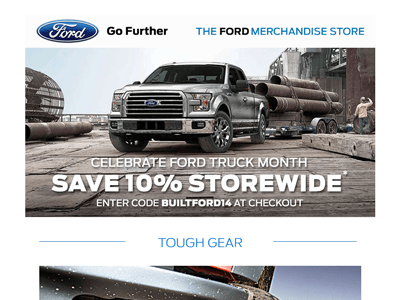 Ford Go Further THE FORD MERCHANDISE STORE
CELEBRATE FORD TRUCK MONTH
SAVE 10% STOREWIDE*
ENTER CODE BUILTFORD14 AT CHECKOUT
TOUGH GEAR